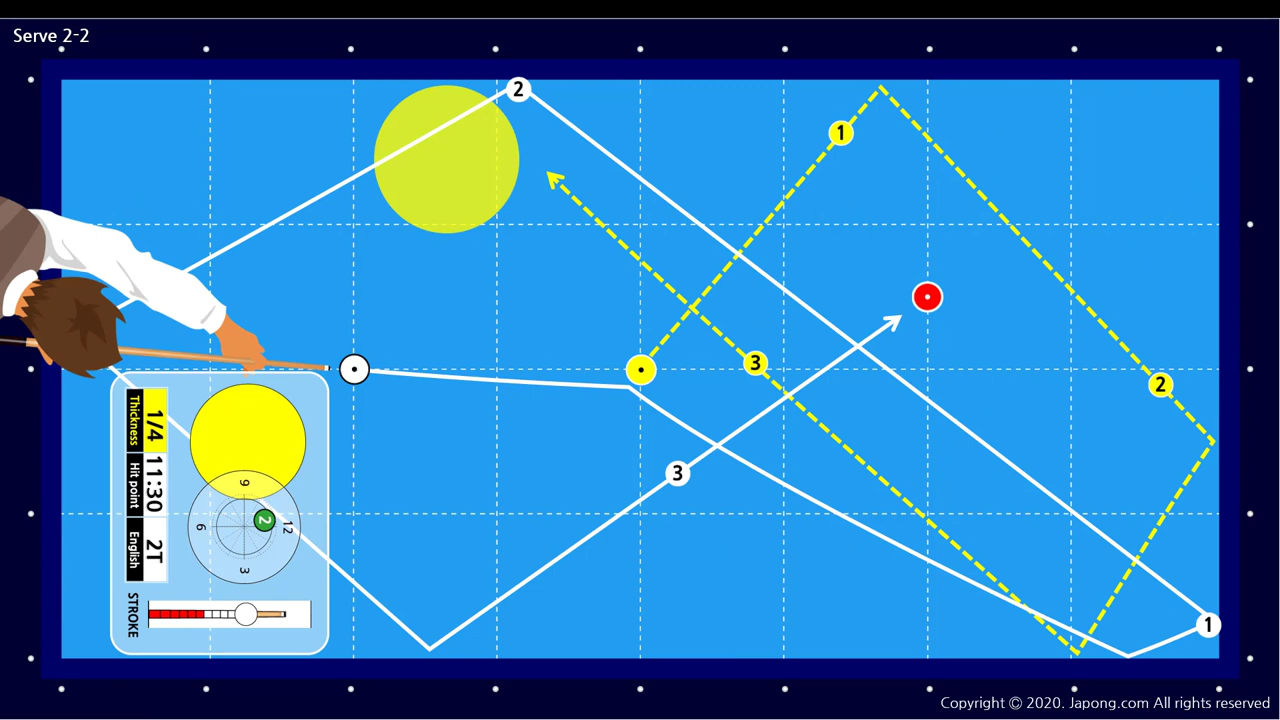 Serve 2-2
2
1
1
2
3
3
1
1/4
Thickness
11:30
Hit point
2T
English
STROKE
9
12
6
3
2
Copyright © 2020. Japong.com All rights reserved